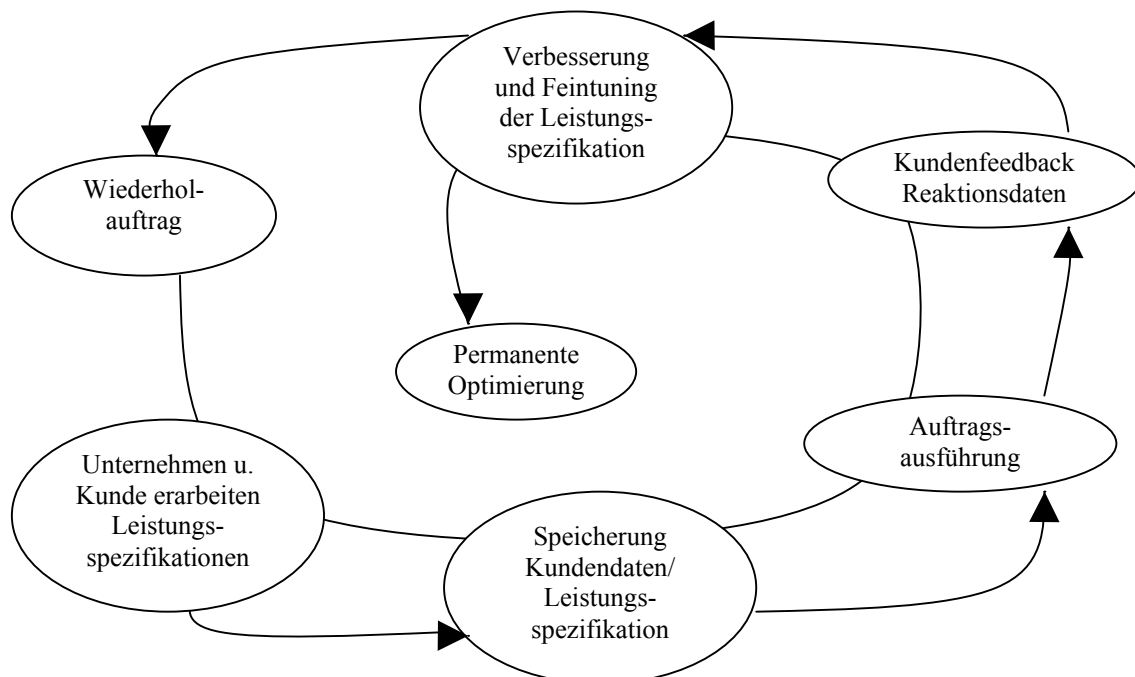 Verbesserung
und Feintuning
der Leistungs-
spezifikation
Kundenfeedback
Reaktionsdaten
Wiederhol-
auftrag
Permanente
Optimierung
Auftrags-
ausführung
Unternehmen u.
Kunde erarbeiten
Leistungs-
spezifikationen
Speicherung
Kundendaten/
Leistungs-
spezifikation